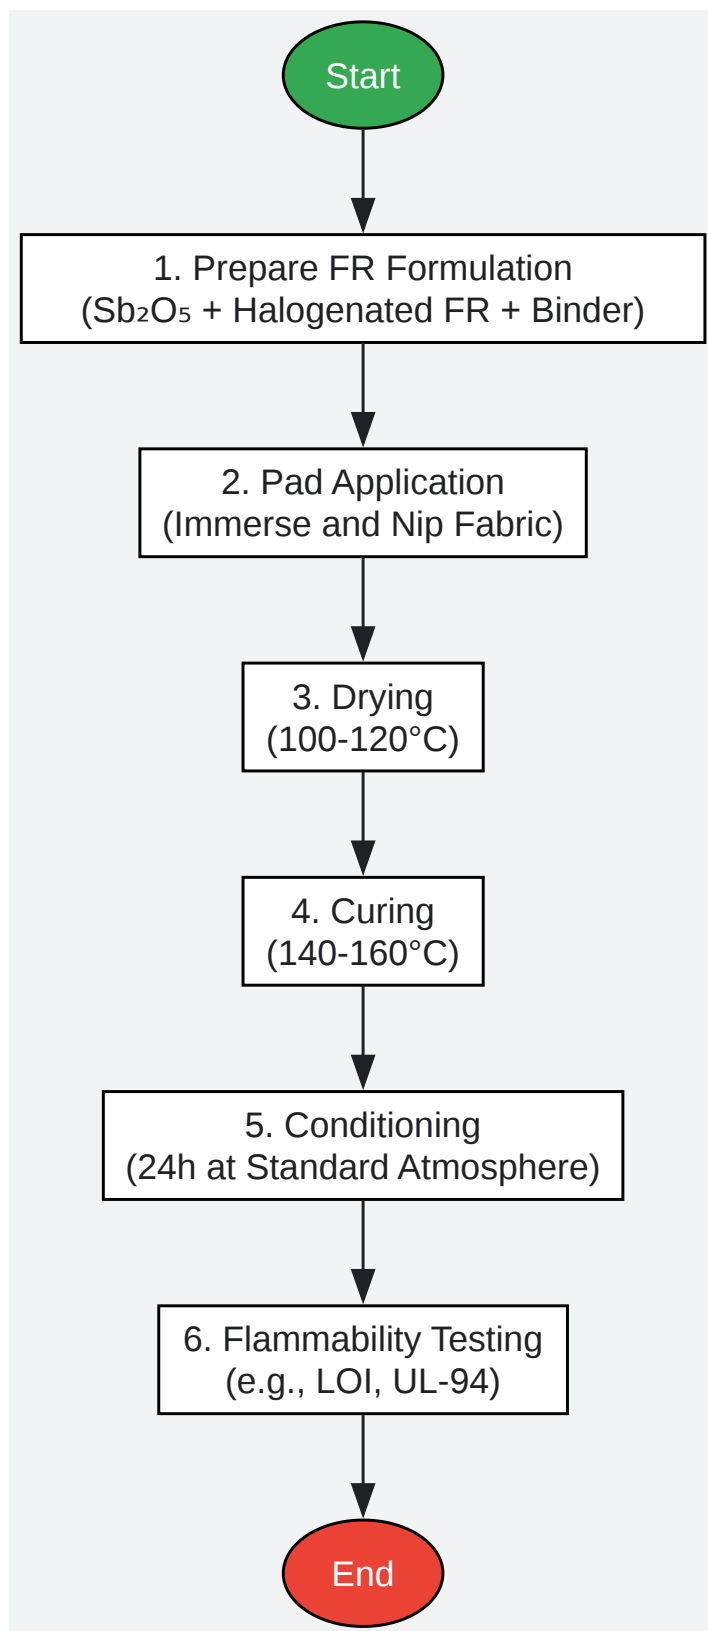 Start
1. Prepare FR Formulation
(Sb₂O₅ + Halogenated FR + Binder)
2. Pad Application
(Immerse and Nip Fabric)
3. Drying
(100-120°C)
4. Curing
(140-160°C)
5. Conditioning
(24h at Standard Atmosphere)
6. Flammability Testing
(e.g., LOI, UL-94)
End